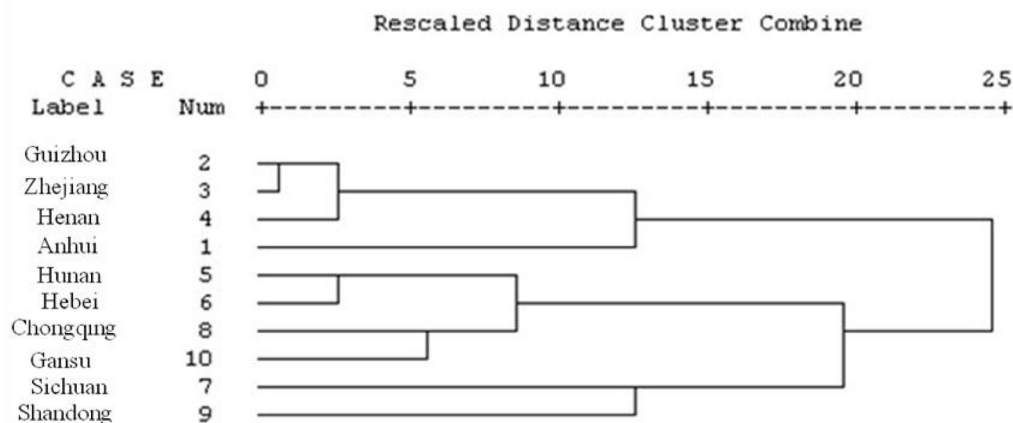 Rescaled Distance Cluster Combine
C A S E 0 5 10 15 20 25
Label Num +---------+---------+---------+---------+---------+
Guizhou 2
Zhejiang 3
Henan 4
Anhui 1
Hunan 5
Hebei 6
Chongqing 8
Gansu 10
Sichuan 7
Shandong 9